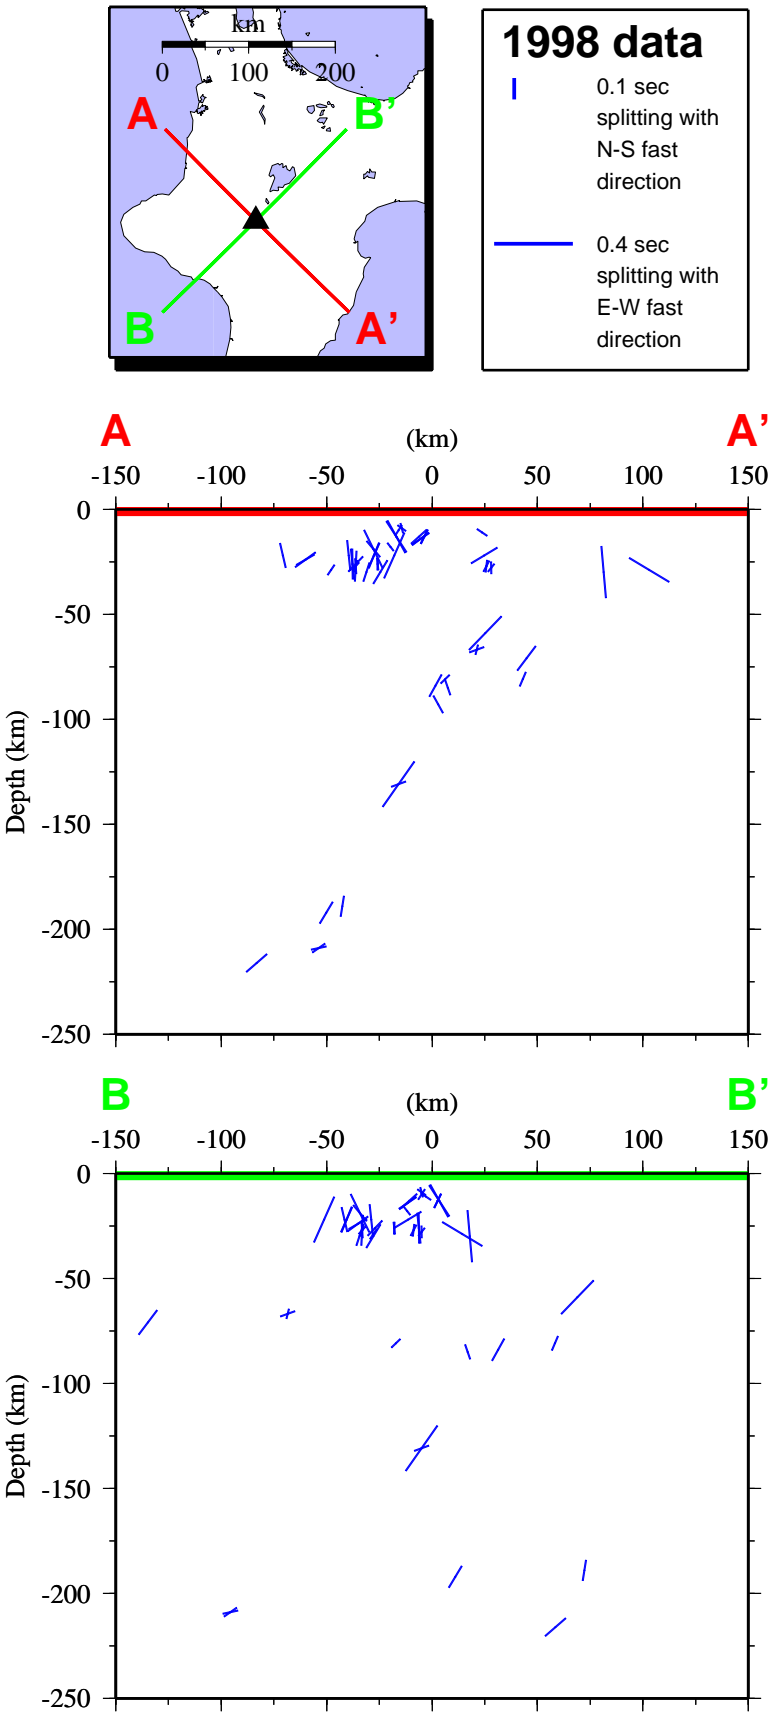 km
0 100 200
A B'
B A'
1998 data
0.1 sec
splitting with
N-S fast
direction
0.4 sec
splitting with
E-W fast
direction
A (km) A'
-150 -100 -50 0 50 100 150
0
-50
-100
-150
-200
-250
Depth (km)
B (km) B'
-150 -100 -50 0 50 100 150
0
-50
-100
-150
-200
-250
Depth (km)